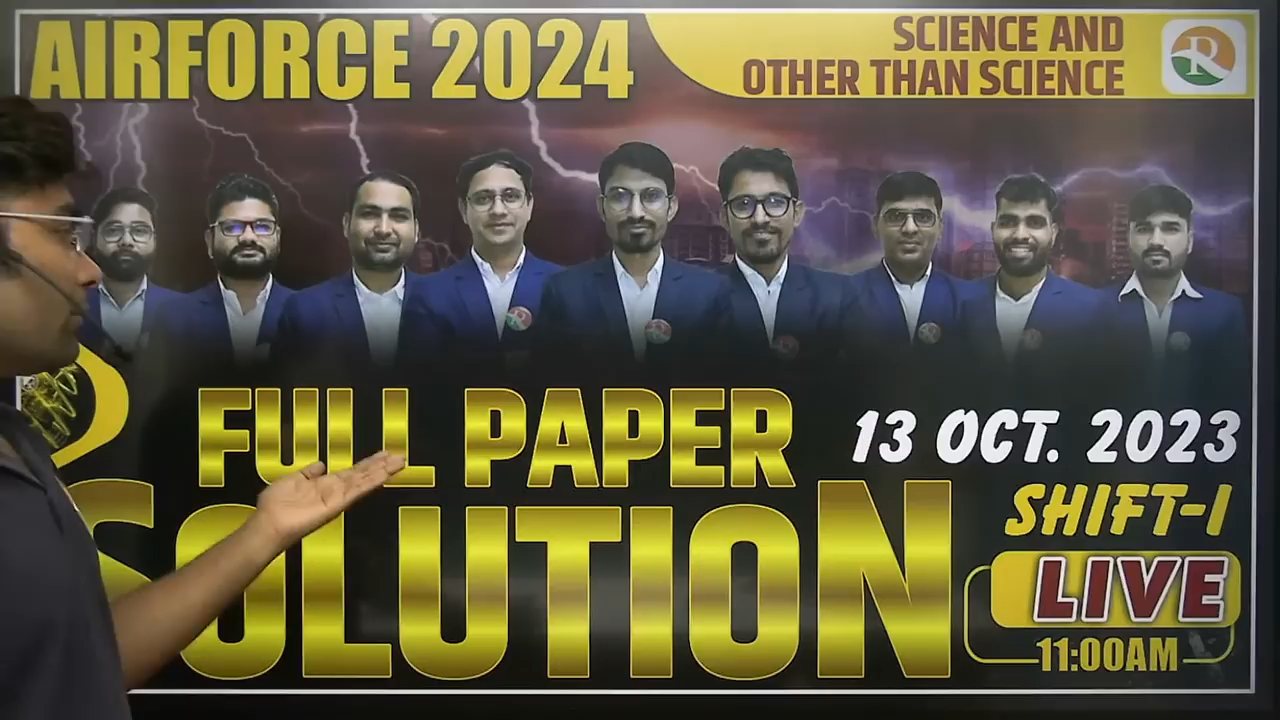 AIRFORCE 2024
SCIENCE AND
OTHER THAN SCIENCE
R
FULL PAPER
SOLUTION
13 OCT. 2023
SHIFT-I
LIVE
11:00AM